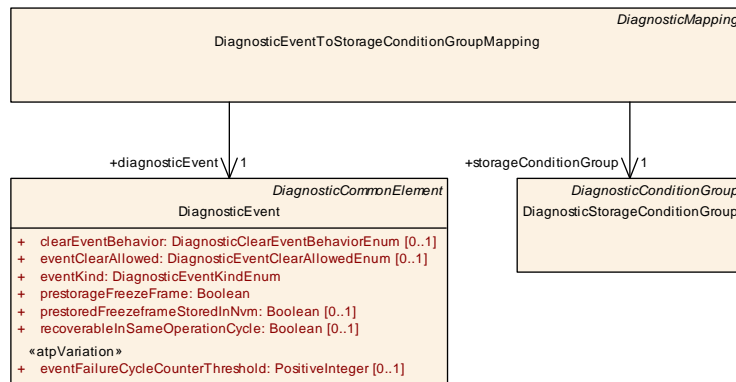 DiagnosticMapping
DiagnosticEventToStorageConditionGroupMapping
+diagnosticEvent 1
+storageConditionGroup 1
DiagnosticCommonElement
DiagnosticEvent
+ clearEventBehavior: DiagnosticClearEventBehaviorEnum [0..1]
+ eventClearAllowed: DiagnosticEventClearAllowedEnum [0..1]
+ eventKind: DiagnosticEventKindEnum
+ prestorageFreezeFrame: Boolean
+ prestoredFreezeframeStoredInNvm: Boolean [0..1]
+ recoverableInSameOperationCycle: Boolean [0..1]
«atpVariation»
+ eventFailureCycleCounterThreshold: PositiveInteger [0..1]
DiagnosticConditionGroup
DiagnosticStorageConditionGroup